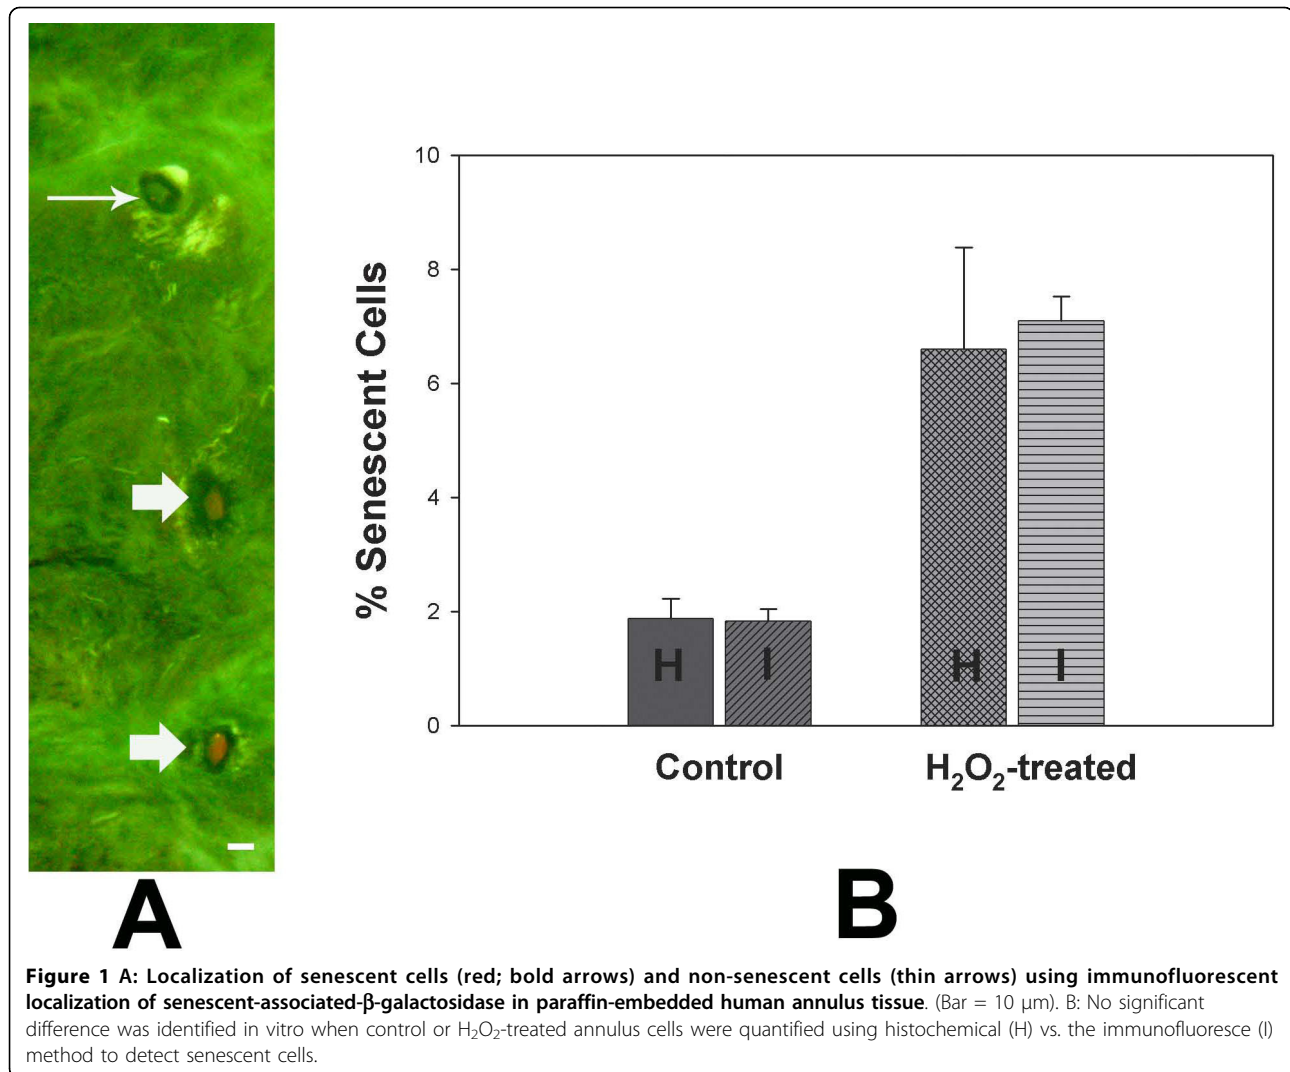 10
8
6
4
2
0
% Senescent Cells
H
I
H
I
Control
H₂O₂-treated
A
B
Figure 1 A: Localization of senescent cells (red; bold arrows) and non-senescent cells (thin arrows) using immunofluorescent
localization of senescent-associated-β-galactosidase in paraffin-embedded human annulus tissue. (Bar = 10 μm). B: No significant
difference was identified in vitro when control or H₂O₂-treated annulus cells were quantified using histochemical (H) vs. the immunofluoresce (I)
method to detect senescent cells.